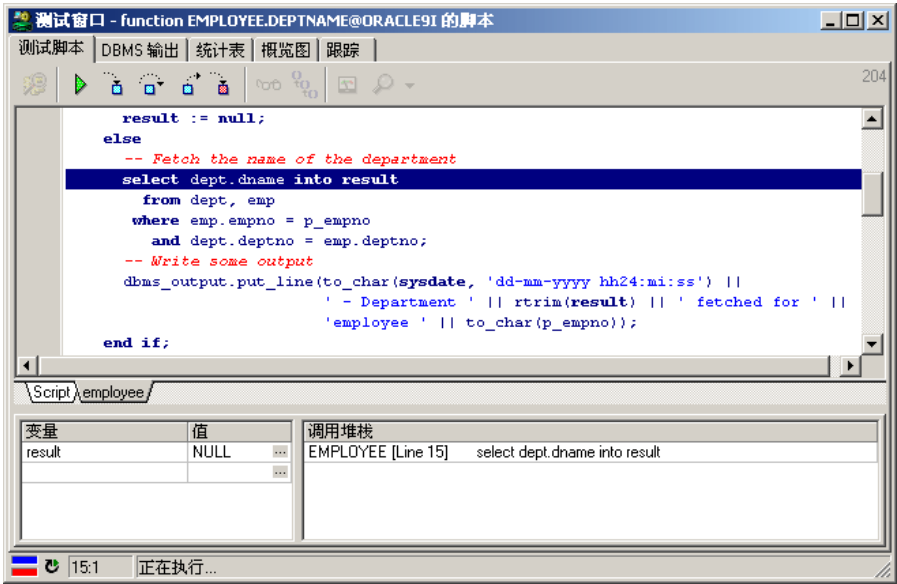 测试窗口 - function EMPLOYEE.DEPTNAME@ORACLE9I 的脚本
测试脚本 DBMS 输出 统计表 概览图 跟踪
204
result := null;
else
-- Fetch the name of the department
select dept.dname into result
from dept, emp
where emp.empno = p_empno
and dept.deptno = emp.deptno;
-- Write some output
dbms_output.put_line(to_char(sysdate, 'dd-mm-yyyy hh24:mi:ss') ||
' - Department ' || rtrim(result) || ' fetched for ' ||
'employee ' || to_char(p_empno));
end if;
Script employee
变量 值 调用堆栈
result NULL ... EMPLOYEE [Line 15] select dept.dname into result
...
15:1 正在执行...